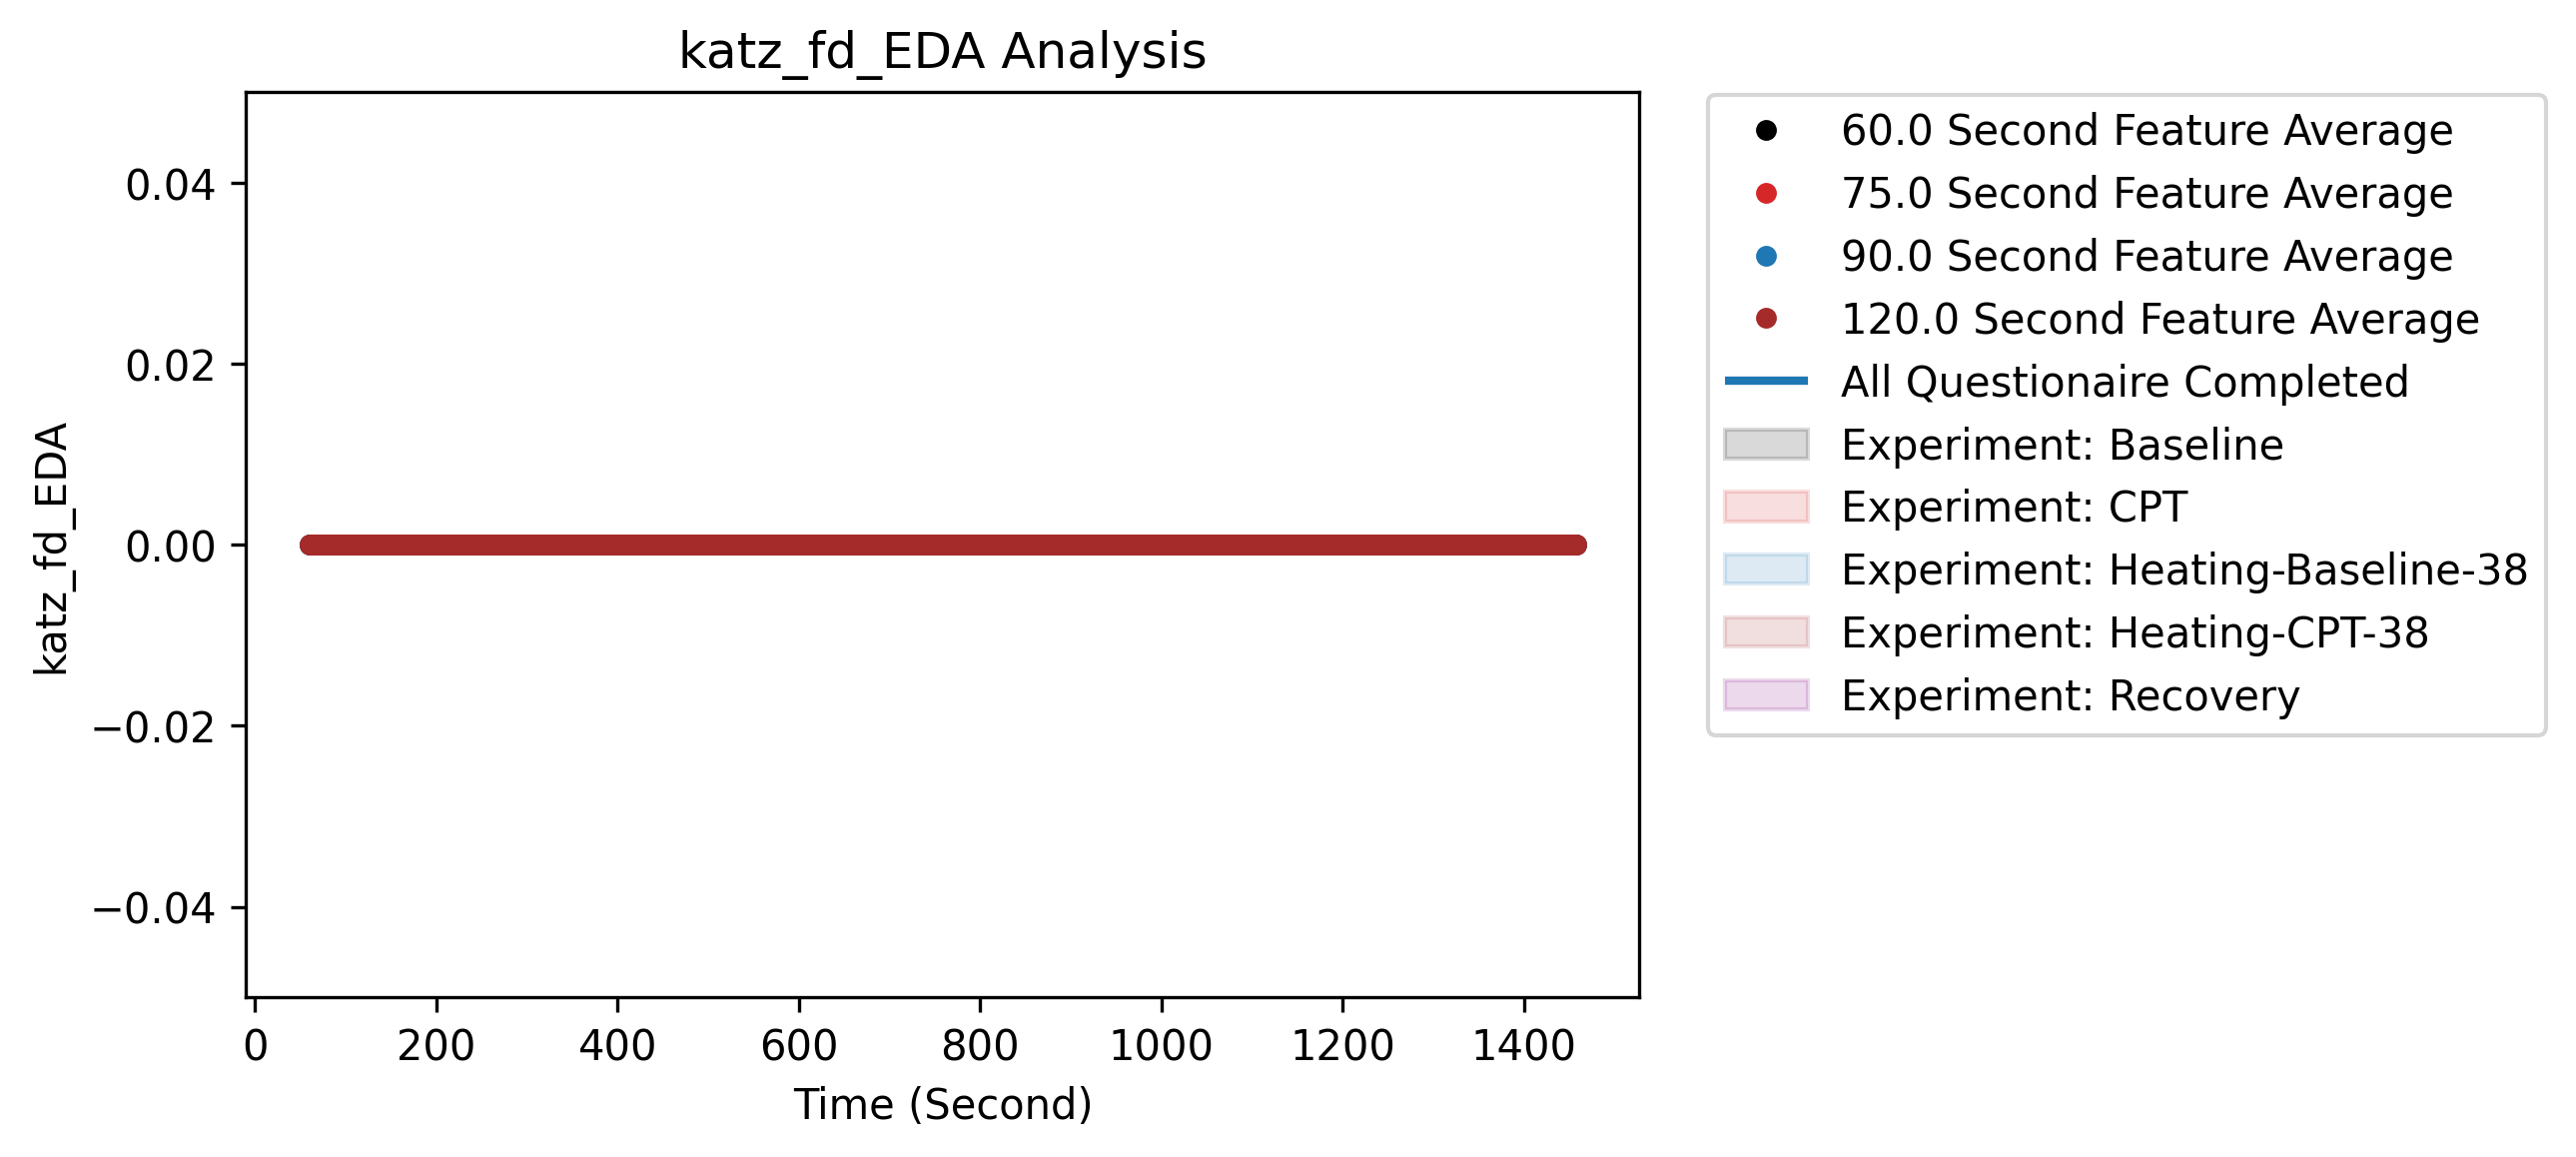 katz_fd_EDA Analysis
katz_fd_EDA
0.04
0.02
0.00
−0.02
−0.04
0 200 400 600 800 1000 1200 1400
Time (Second)
60.0 Second Feature Average
75.0 Second Feature Average
90.0 Second Feature Average
120.0 Second Feature Average
All Questionaire Completed
Experiment: Baseline
Experiment: CPT
Experiment: Heating-Baseline-38
Experiment: Heating-CPT-38
Experiment: Recovery